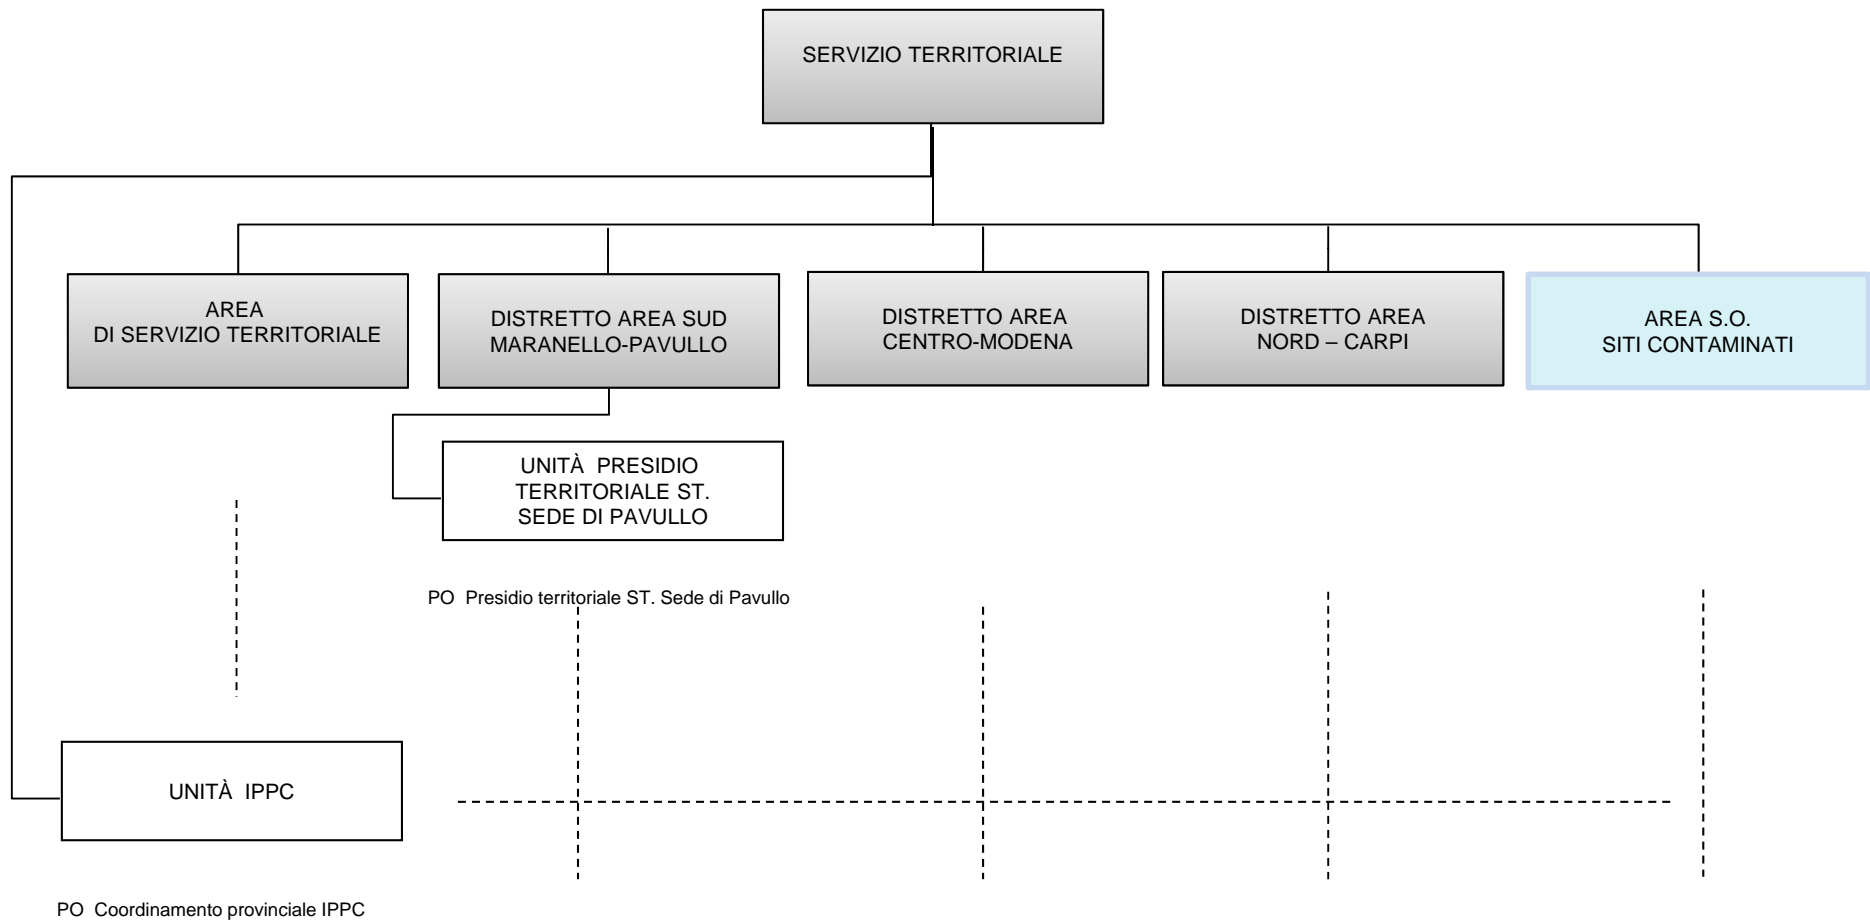 SERVIZIO TERRITORIALE
AREA
DI SERVIZIO TERRITORIALE
DISTRETTO AREA SUD
MARANELLO-PAVULLO
DISTRETTO AREA
CENTRO-MODENA
DISTRETTO AREA
NORD – CARPI
AREA S.O.
SITI CONTAMINATI
UNITÀ PRESIDIO
TERRITORIALE ST.
SEDE DI PAVULLO
PO Presidio territoriale ST. Sede di Pavullo
UNITÀ IPPC
PO Coordinamento provinciale IPPC